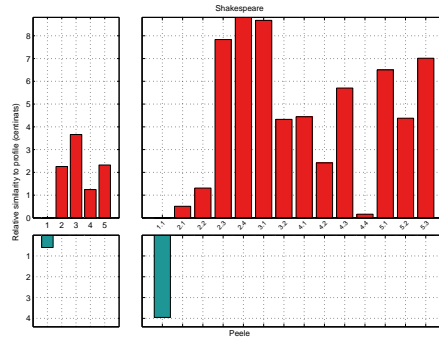 Shakespeare
Relative similarity to profile (centinats)
8
7
6
5
4
3
2
1
0
1 2 3 4 5
1.1 2.1 2.2 2.3 2.4 3.1 3.2 4.1 4.2 4.3 4.4 5.1 5.2 5.3
1
2
3
4
Peele